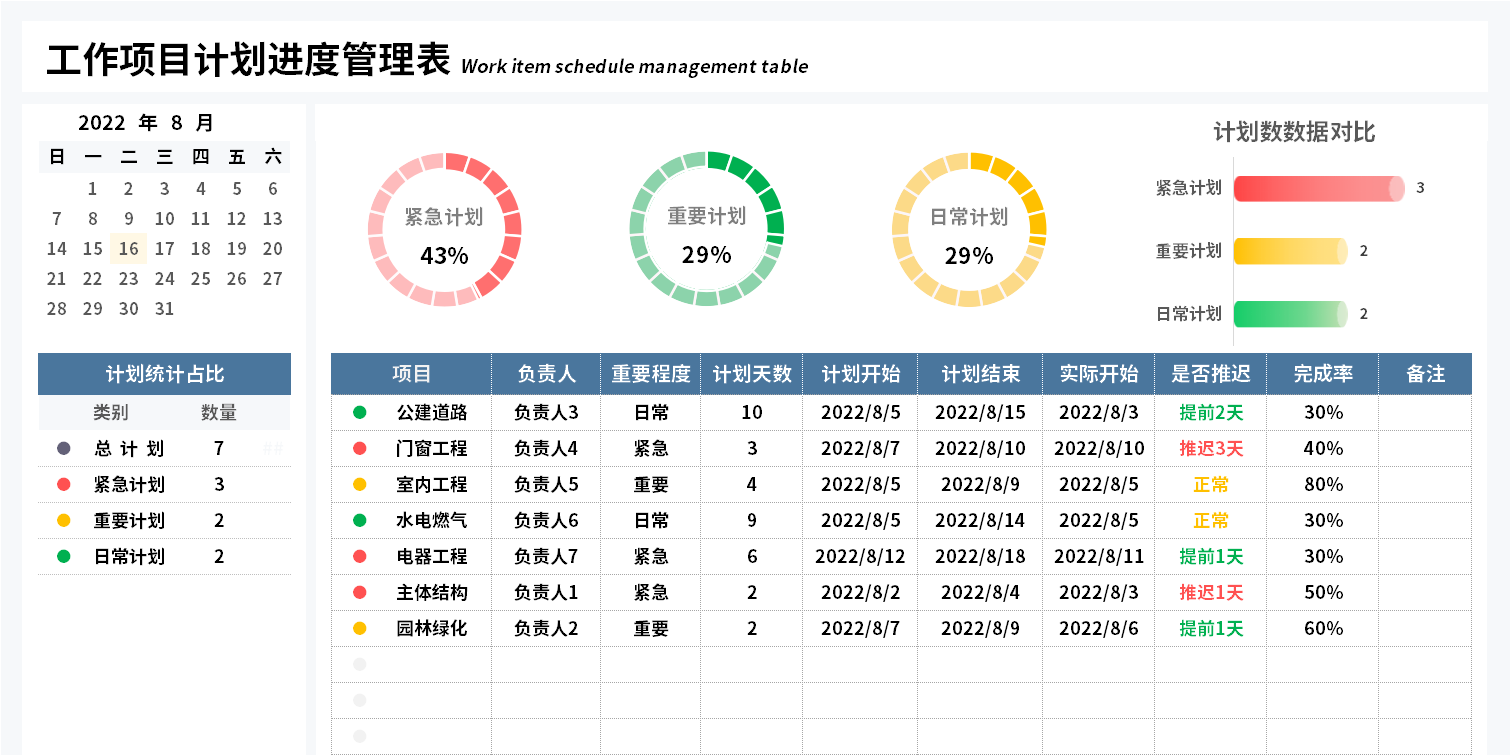 工作项目计划进度管理表 Work item schedule management table
2022 年 8 月
日 一 二 三 四 五 六
1 2 3 4 5 6
7 8 9 10 11 12 13
14 15 16 17 18 19 20
21 22 23 24 25 26 27
28 29 30 31
紧急计划
43%
重要计划
29%
日常计划
29%
计划数数据对比
紧急计划 3
重要计划 2
日常计划 2
计划统计占比
类别 数量
总 计 划 7 ##
紧急计划 3
重要计划 2
日常计划 2
项目 负责人 重要程度 计划天数 计划开始 计划结束 实际开始 是否推迟 完成率 备注
公建道路 负责人3 日常 10 2022/8/5 2022/8/15 2022/8/3 提前2天 30%
门窗工程 负责人4 紧急 3 2022/8/7 2022/8/10 2022/8/10 推迟3天 40%
室内工程 负责人5 重要 4 2022/8/5 2022/8/9 2022/8/5 正常 80%
水电燃气 负责人6 日常 9 2022/8/5 2022/8/14 2022/8/5 正常 30%
电器工程 负责人7 紧急 6 2022/8/12 2022/8/18 2022/8/11 提前1天 30%
主体结构 负责人1 紧急 2 2022/8/2 2022/8/4 2022/8/3 推迟1天 50%
园林绿化 负责人2 重要 2 2022/8/7 2022/8/9 2022/8/6 提前1天 60%